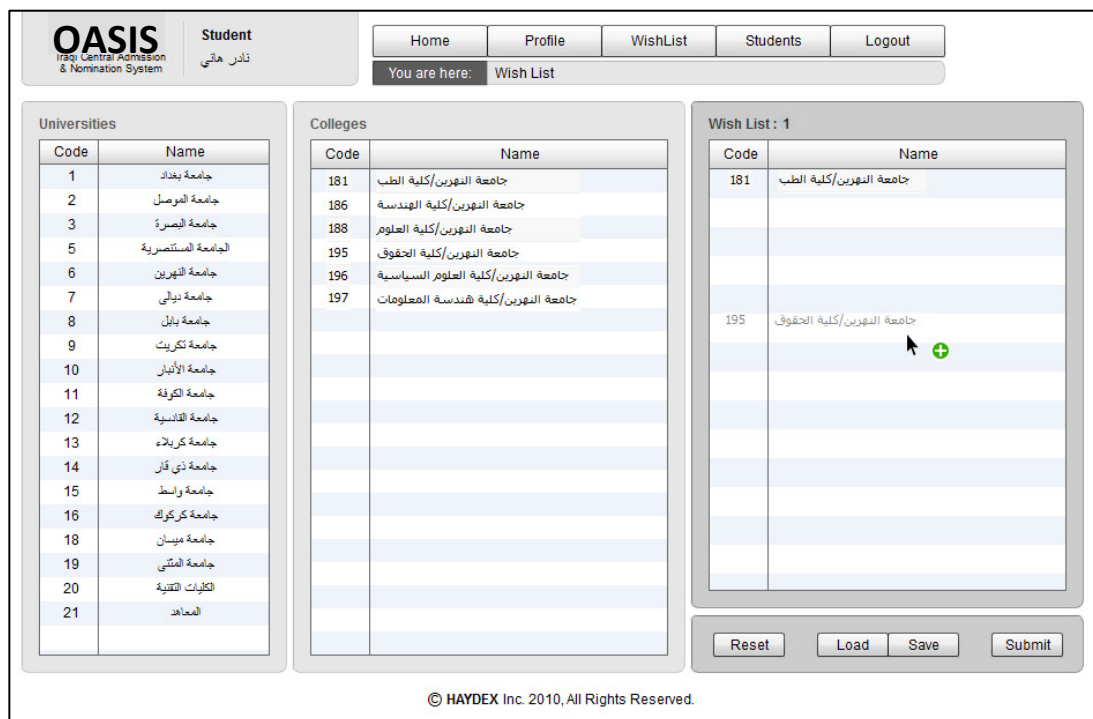 OASIS
Iraqi Central Admission
& Nomination System
Student
نادر هاني
Home Profile WishList Students Logout
You are here: Wish List
Universities
Code Name
1 جامعة بغداد
2 جامعة الموصل
3 جامعة البصرة
5 الجامعة المستنصرية
6 جامعة النهرين
7 جامعة ديالى
8 جامعة بابل
9 جامعة تكريت
10 جامعة الأنبار
11 جامعة الكوفة
12 جامعة القادسية
13 جامعة كربلاء
14 جامعة ذي قار
15 جامعة واسط
16 جامعة كركوك
18 جامعة ميسان
19 جامعة المثنى
20 الكليات التقنية
21 المعاهد
Colleges
Code Name
181 جامعة النهرين/كلية الطب
186 جامعة النهرين/كلية الهندسة
188 جامعة النهرين/كلية العلوم
195 جامعة النهرين/كلية الحقوق
196 جامعة النهرين/كلية العلوم السياسية
197 جامعة النهرين/كلية هندسة المعلومات
Wish List : 1
Code Name
181 جامعة النهرين/كلية الطب
195 جامعة النهرين/كلية الحقوق
Reset Load Save Submit
© HAYDEX Inc. 2010, All Rights Reserved.